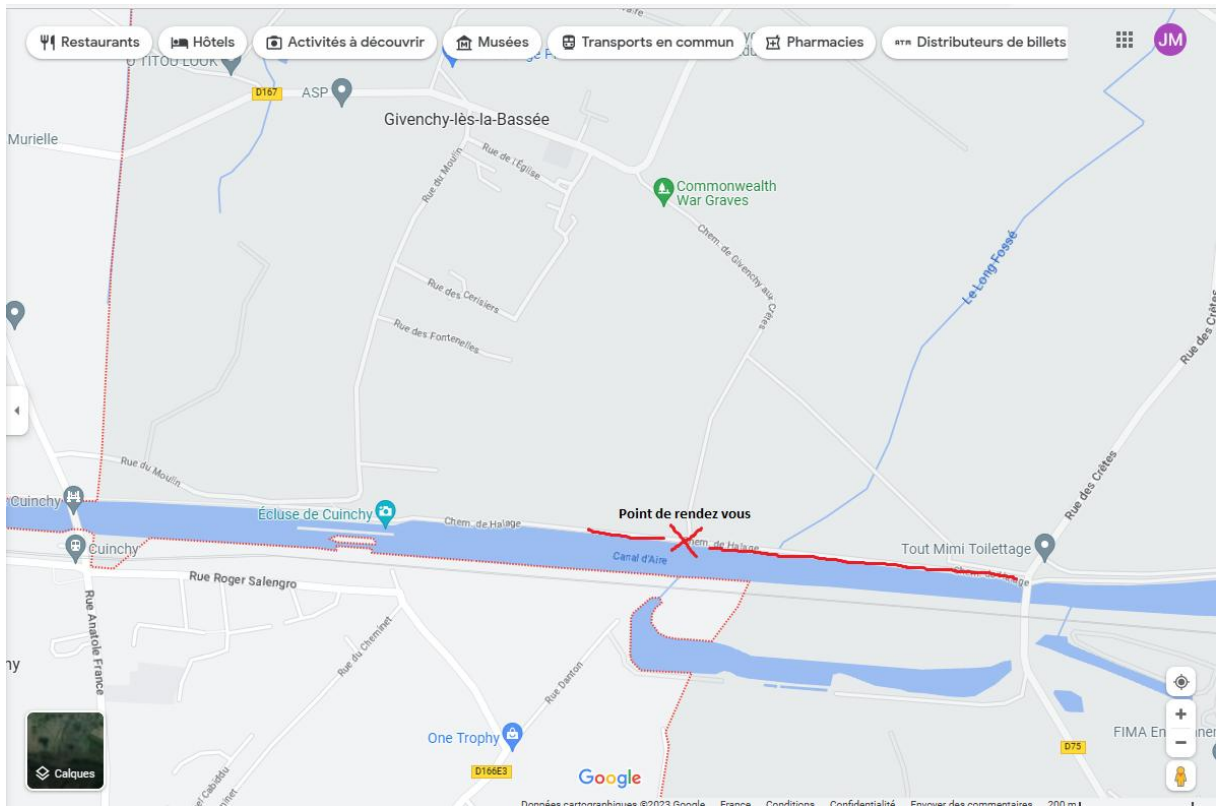 Restaurants
Hôtels
Activités à découvrir
Musées
Transports en commun
Pharmacies
ATM Distributeurs de billets
JM
D167
ASP
Murielle
Givenchy-lès-la-Bassée
Rue de l'Église
Rue du Moulin
Commonwealth
War Graves
Chem. de Givenchy aux Crêtes
Le Long Fossé
Rue des Crêtes
Rue des Cerisiers
Rue des Fontenelles
Rue du Moulin
Cuinchy
Écluse de Cuinchy
Chem. de Halage
Point de rendez vous
Chem. de Halage
Canal d'Aire
Tout Mimi Toilettage
Rue des Crêtes
Cuinchy
Rue Roger Salengro
Rue Anatole France
Rue du Cheminet
Rue Danton
One Trophy
D166E3
D75
Calques
Google
Données cartographiques ©2023 Google France Conditions Confidentialité Envoyer des commentaires 200 m